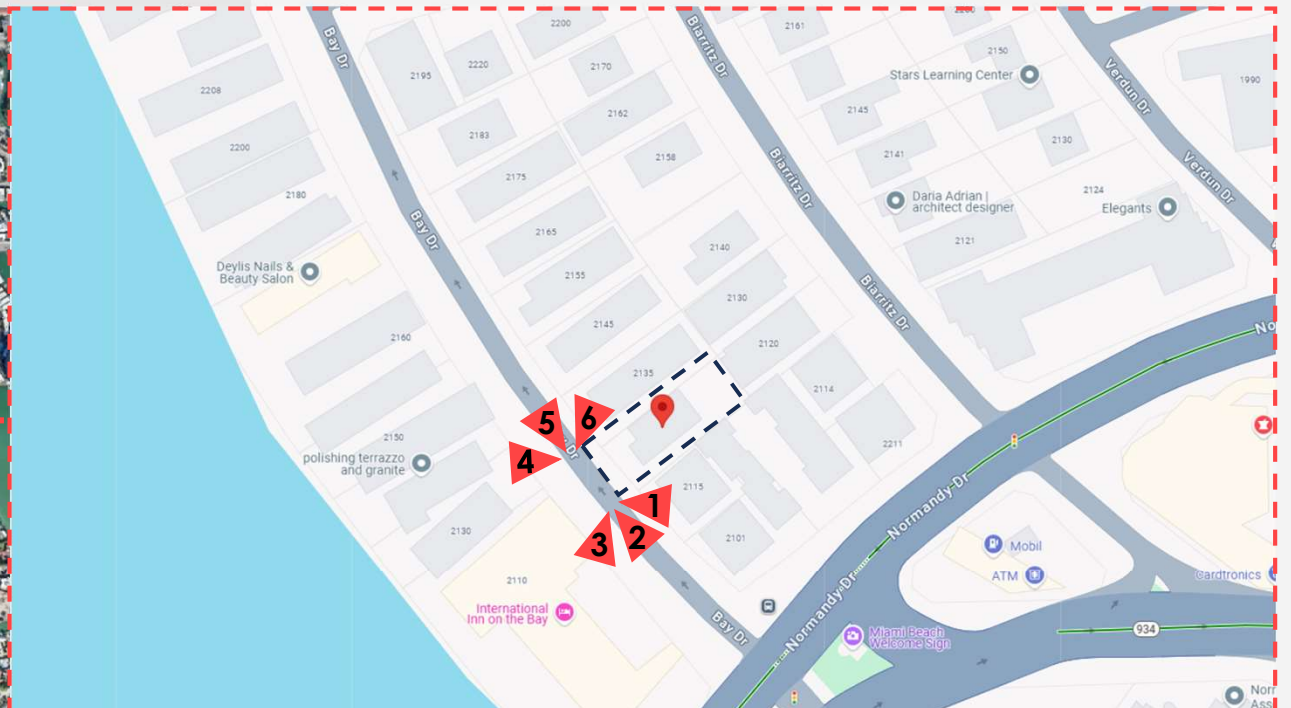 2200
2161
2260
Bay Dr
Biarritz Dr
2150
2220
2195
2170
Stars Learning Center
Verdun Dr
1990
2208
2162
2145
2183
2130
2200
2158
2141
Biarritz Dr
Verdun Dr
2175
2180
2124
Daria Adrian |
architect designer
Elegants
Bay Dr
2165
2121
2140
Deylis Nails &
Beauty Salon
2155
2130
Biarritz Dr
2145
2160
2120
2135
2114
5
6
2150
2211
polishing terrazzo
and granite
4
Dr
2115
1
Normandy Dr
2130
2101
3
2
Mobil
2110
ATM
Cardtronics
International
Inn on the Bay
Normandy Dr
Bay Dr
Miami Beach
Welcome Sign
934